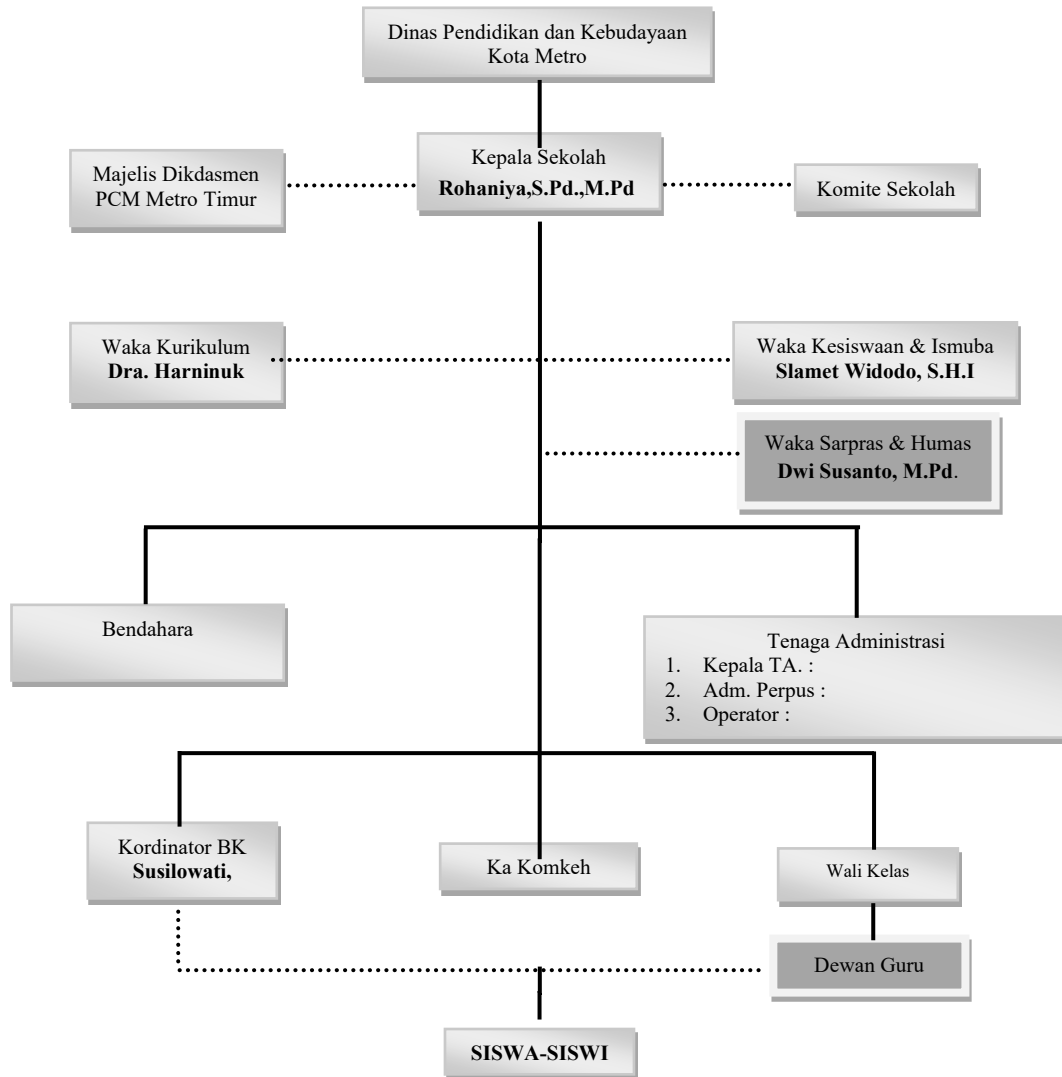 Dinas Pendidikan dan Kebudayaan
Kota Metro
Kepala Sekolah
Rohaniya,S.Pd.,M.Pd
Majelis Dikdasmen
PCM Metro Timur
Komite Sekolah
Waka Kurikulum
Dra. Harninuk
Waka Kesiswaan & Ismuba
Slamet Widodo, S.H.I
Waka Sarpras & Humas
Dwi Susanto, M.Pd.
Bendahara
Tenaga Administrasi
1. Kepala TA. :
2. Adm. Perpus :
3. Operator :
Kordinator BK
Susilowati,
Ka Komkeh
Wali Kelas
Dewan Guru
SISWA-SISWI